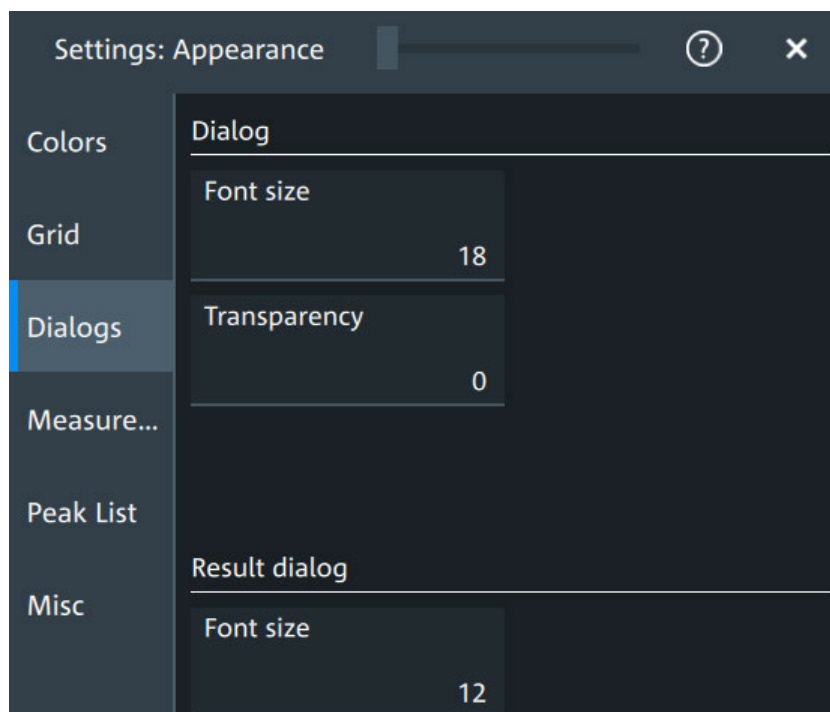 Settings: Appearance
?
Colors
Grid
Dialogs
Measure...
Peak List
Misc
Dialog
Font size
18
Transparency
0
Result dialog
Font size
12